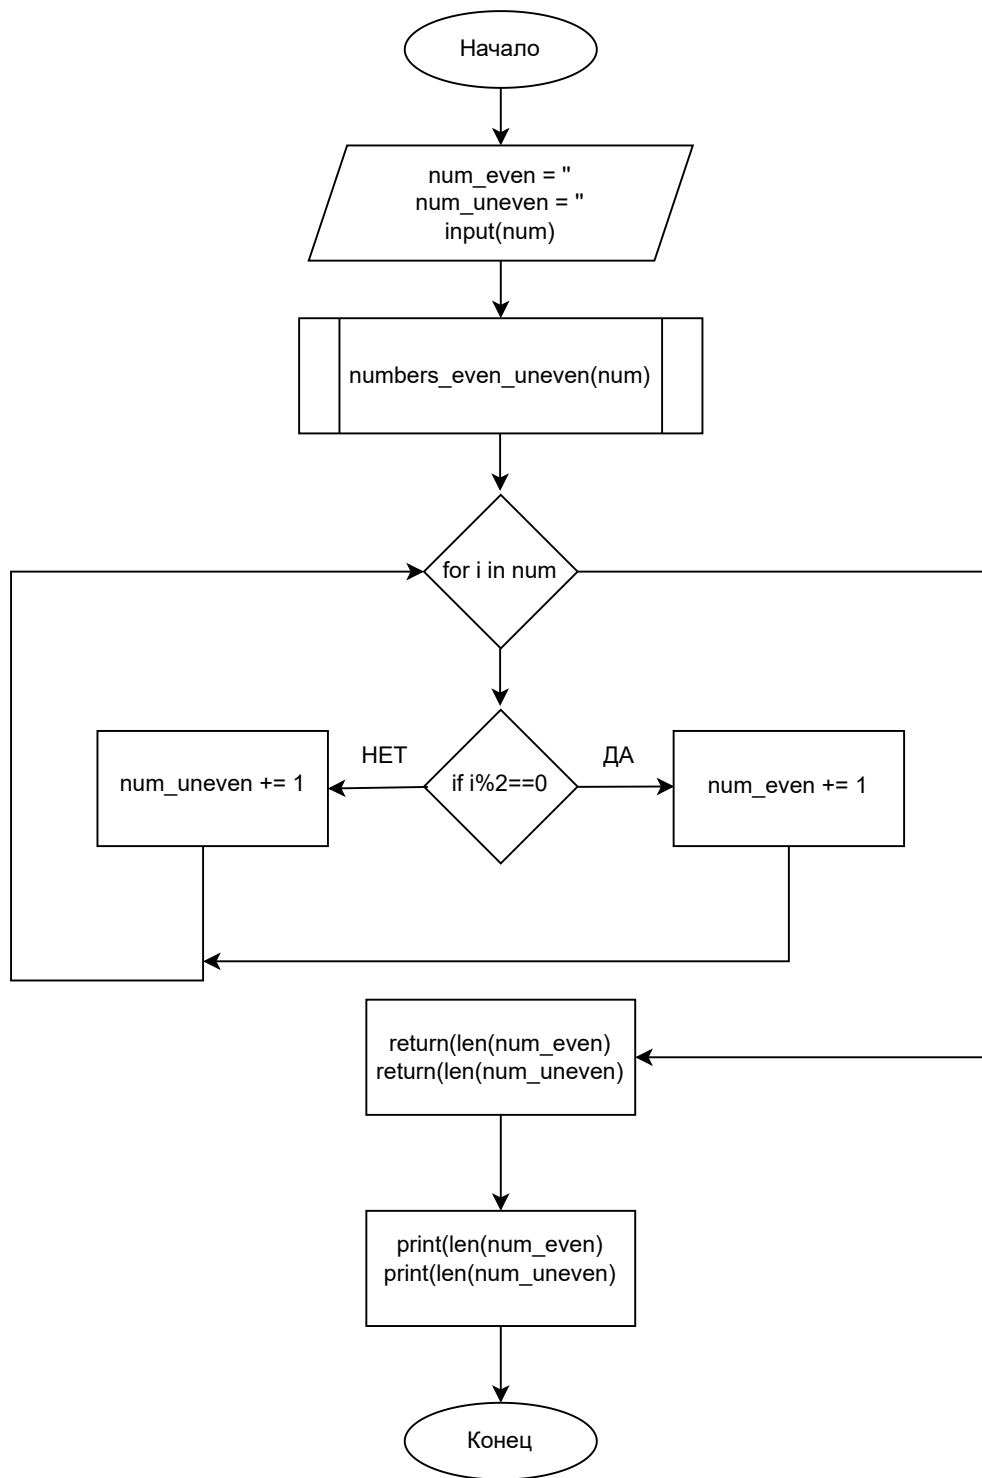 Начало
num_even = ''
num_uneven = ''
input(num)
numbers_even_uneven(num)
for i in num
НЕТ
if i%2==0
ДА
num_uneven += 1
num_even += 1
return(len(num_even)
return(len(num_uneven)
print(len(num_even)
print(len(num_uneven)
Конец